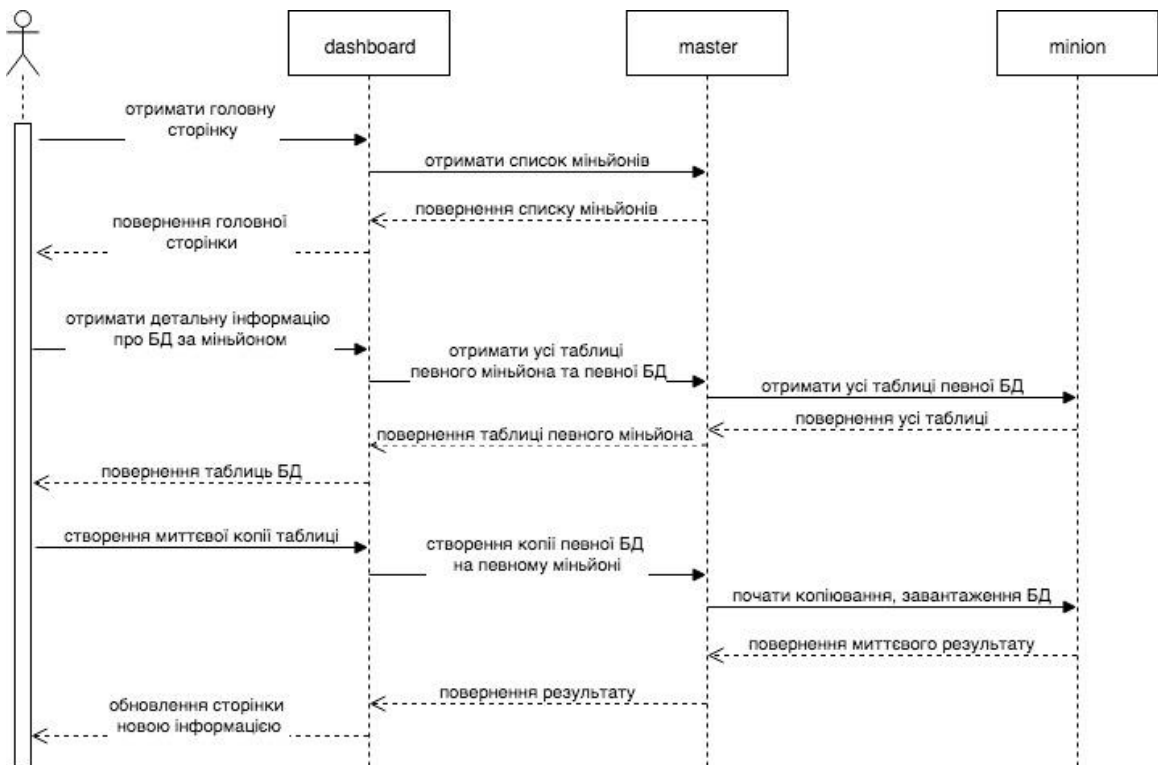 dashboard
master
minion
отримати головну
сторінку
отримати список міньйонів
повернення списку міньйонів
повернення головної
сторінки
отримати детальну інформацію
про БД за міньйоном
отримати усі таблиці
певного міньйона та певної БД
отримати усі таблиці певної БД
повернення усі таблиці
повернення таблиці певного міньйона
повернення таблиць БД
створення миттєвої копії таблиці
створення копії певної БД
на певному міньйоні
почати копіювання, завантаження БД
повернення миттєвого результату
повернення результату
обновлення сторінки
новою інформацією